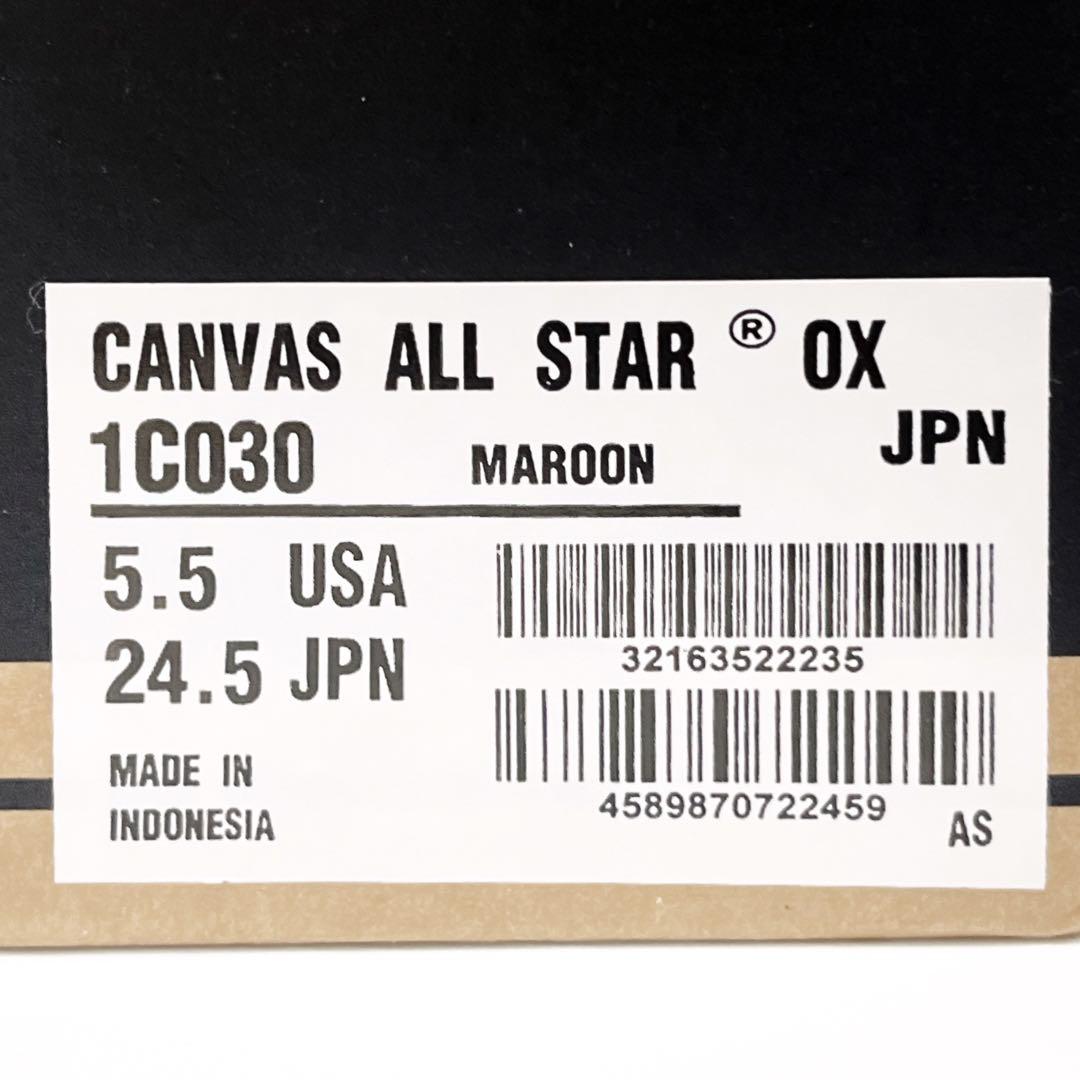 CANVAS ALL STAR ® OX
1C030 MAROON JPN
5.5 USA
24.5 JPN
32163522235
4589870722459
MADE IN
INDONESIA
AS